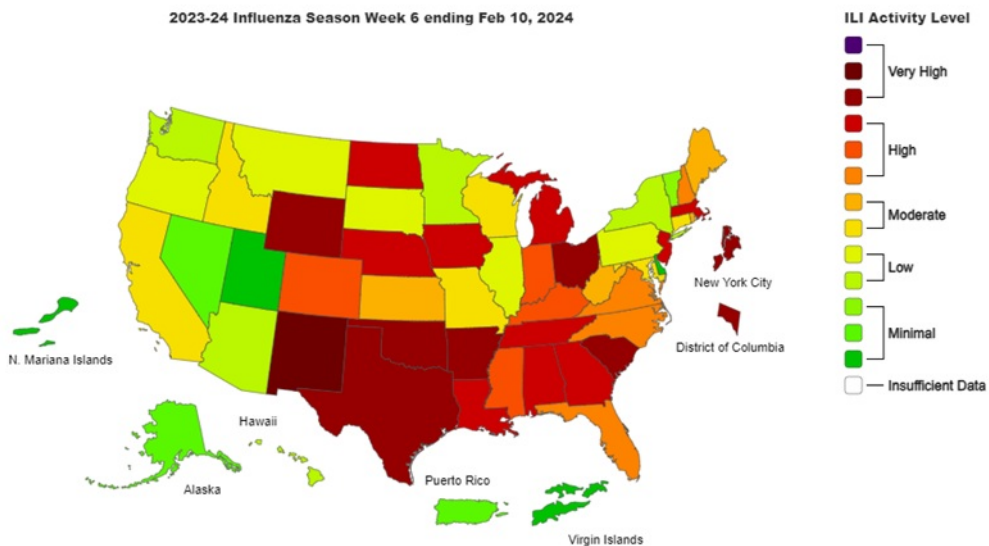 2023-24 Influenza Season Week 6 ending Feb 10, 2024
ILI Activity Level
Very High
High
Moderate
Low
Minimal
Insufficient Data
New York City
District of Columbia
N. Mariana Islands
Hawaii
Alaska
Puerto Rico
Virgin Islands